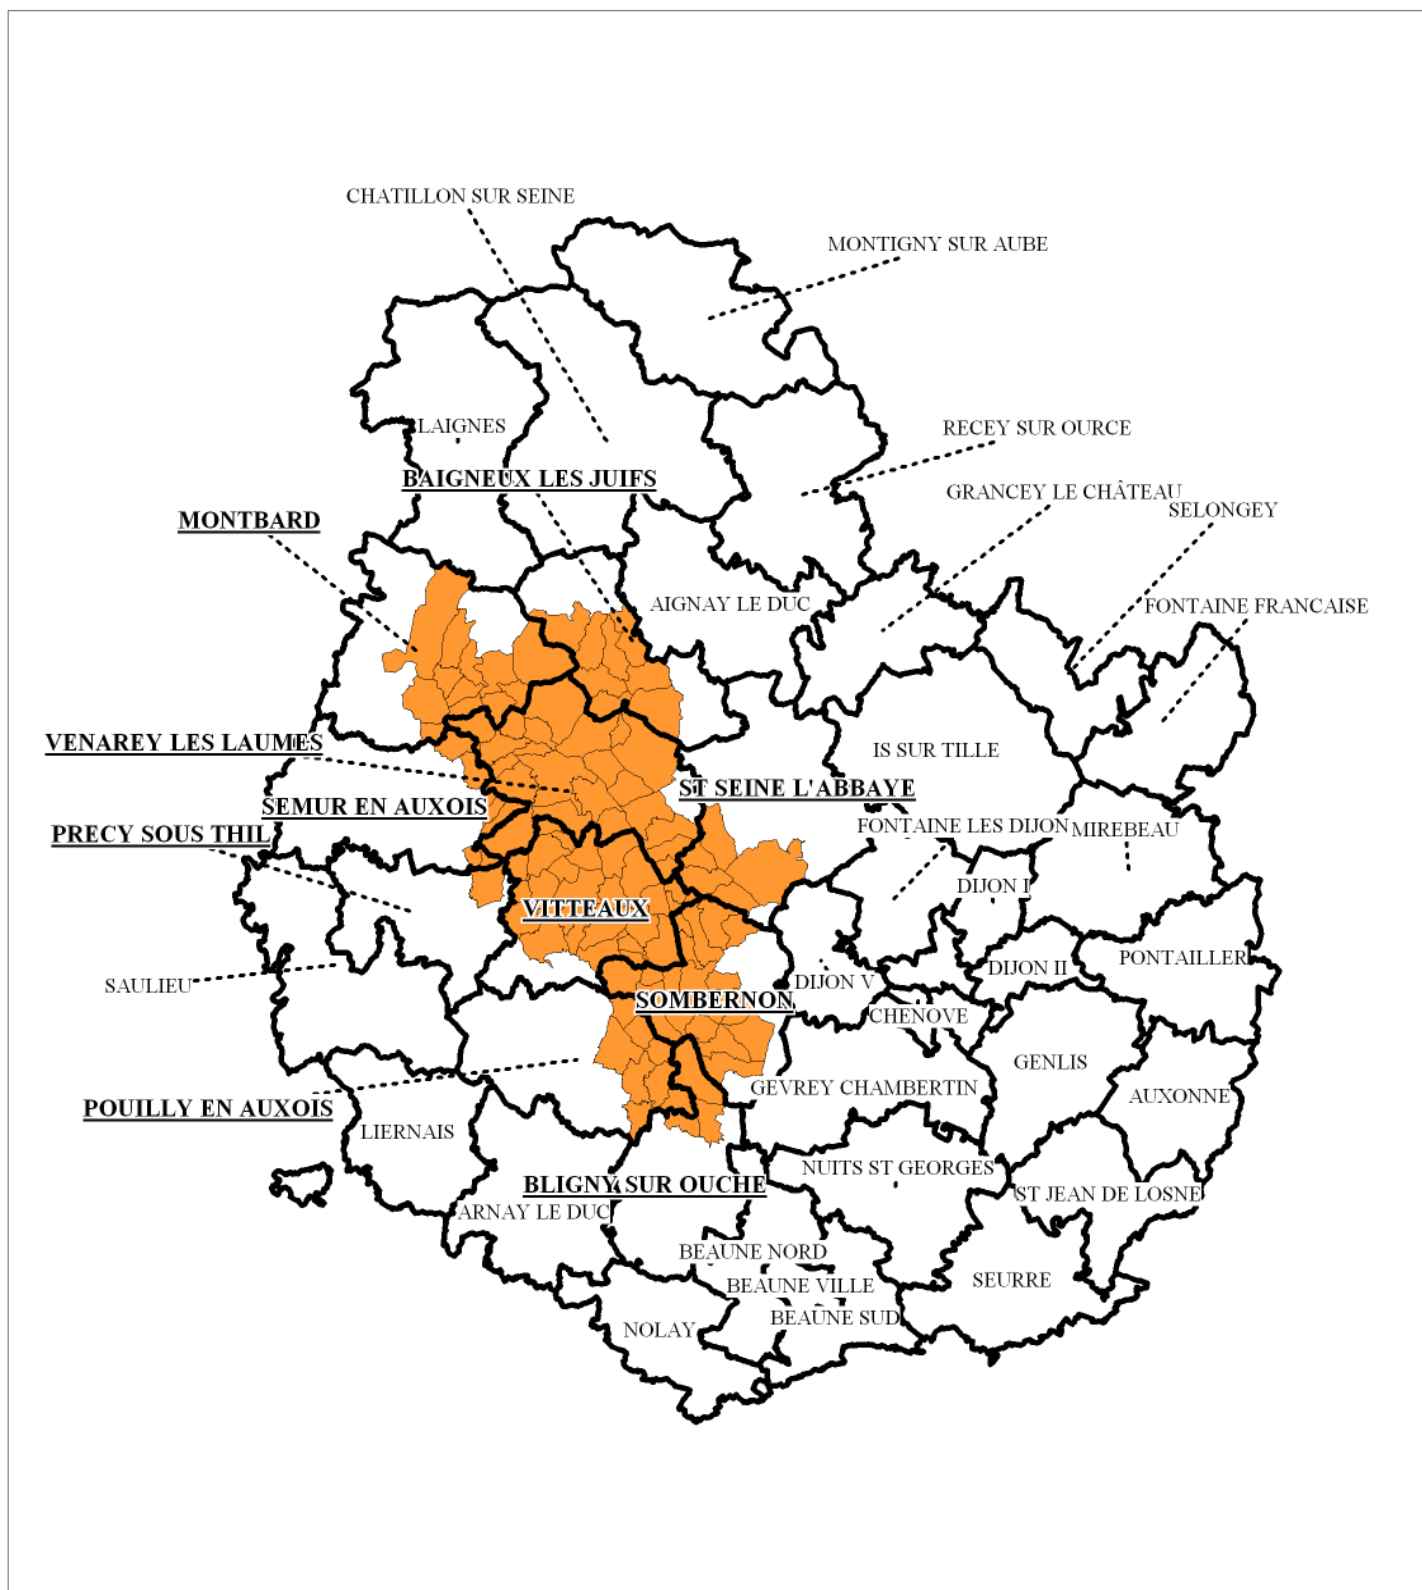 CHATILLON SUR SEINE
MONTIGNY SUR AUBE
LAIGNES
RECEY SUR OURCE
BAIGNEUX LES JUIFS
GRANCEY LE CHÂTEAU
SELONGEY
MONTBARD
AIGNAY LE DUC
FONTAINE FRANCAISE
VENAREY LES LAUMES
IS SUR TILLE
ST SEINE L'ABBAYE
SEMUR EN AUXOIS
FONTAINE LES DIJON
MIREBEAU
PRECY SOUS THIL
DIJON I
VITTEAUX
PONTAILLER
DIJON II
DIJON V
SAULIEU
SOMBERNON
CHENOVE
GENLIS
GEVREY CHAMBERTIN
AUXONNE
POUILLY EN AUXOIS
LIERNAIS
NUITS ST GEORGES
BLIGNY SUR OUCHE
ST JEAN DE LOSNE
ARNAY LE DUC
BEAUNE NORD
SEURRE
BEAUNE VILLE
BEAUNE SUD
NOLAY